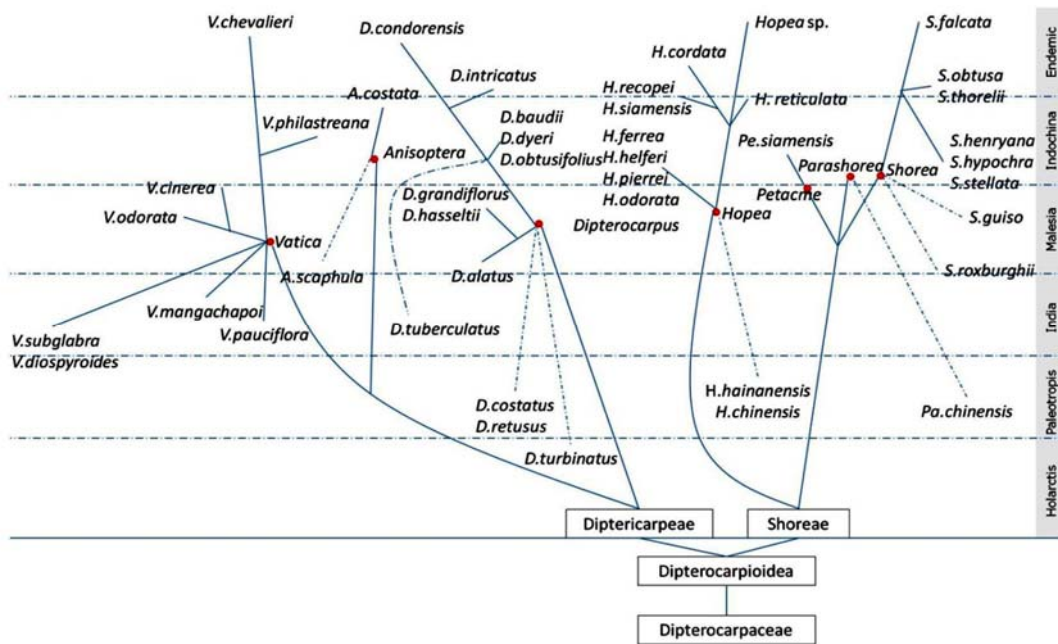 V.chevalieri
D.condorensis
Hopea sp.
S.falcata
Endemic
H.cordata
D.intricatus
S.obtusa
S.thorelii
A.costata
H.recopei
H.siamensis
H.reticulata
V.philastreana
D.baudii
D.dyeri
D.obtusifolius
H.ferrea
H.helferi
H.pierrei
H.odorata
Pe.siamensis
S.henryana
S.hypochra
S.stellata
Indochina
Anisoptera
Parashorea
Shorea
V.cinerea
V.odorata
D.grandiflorus
D.hasseltii
Dipterocarpus
Hopea
Petacme
S.guiso
Malesia
Vatica
A.scaphula
D.alatus
S.roxburghii
V.mangachapoi
V.pauciflora
D.tuberculatus
India
V.subglabra
V.diospyroides
D.costatus
D.retusus
H.hainanensis
H.chinensis
Pa.chinensis
Paleotropis
D.turbinatus
Holarctis
Diptericarpeae
Shoreae
Dipterocarpioidea
Dipterocarpaceae